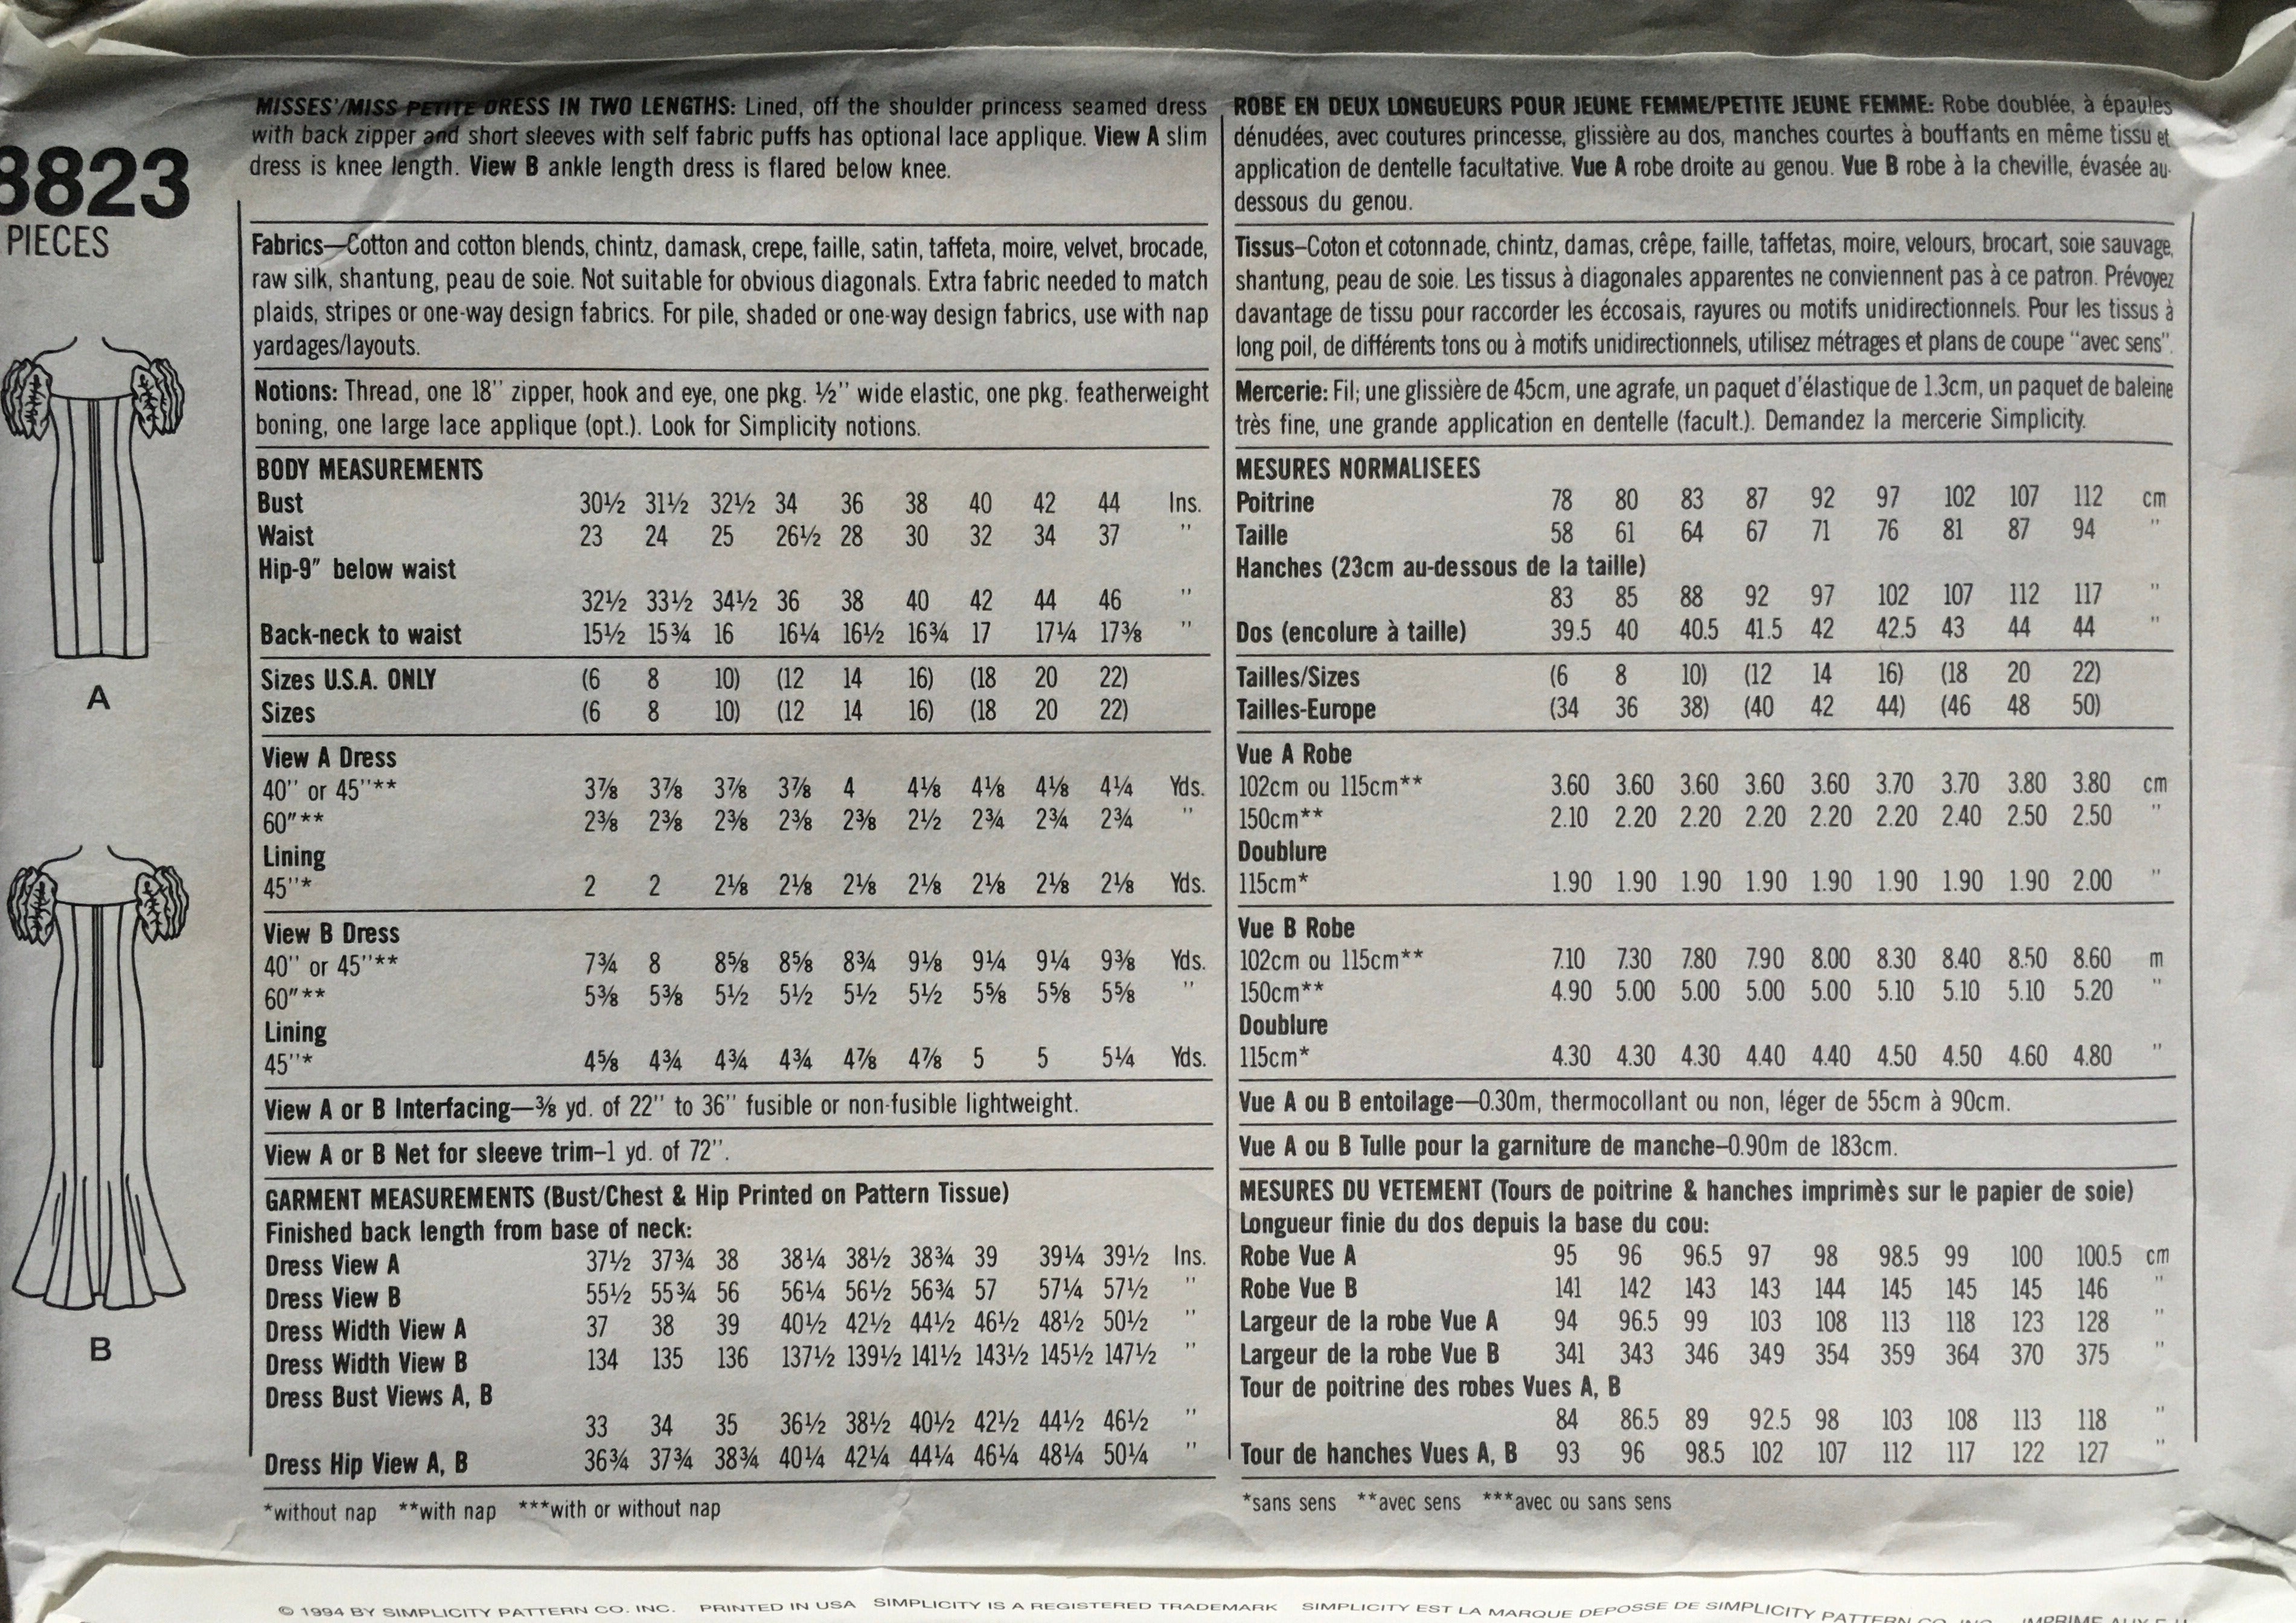 8823
PIECES
A
B
MISSES'/MISS PETITE DRESS IN TWO LENGTHS: Lined, off the shoulder princess seamed dress
with back zipper and short sleeves with self fabric puffs has optional lace applique. View A slim
dress is knee length. View B ankle length dress is flared below knee.
Fabrics—Cotton and cotton blends, chintz, damask, crepe, faille, satin, taffeta, moire, velvet, brocade,
raw silk, shantung, peau de soie. Not suitable for obvious diagonals. Extra fabric needed to match
plaids, stripes or one-way design fabrics. For pile, shaded or one-way design fabrics, use with nap
yardages/layouts.
Notions: Thread, one 18'' zipper, hook and eye, one pkg. ½'' wide elastic, one pkg. featherweight
boning, one large lace applique (opt.). Look for Simplicity notions.
BODY MEASUREMENTS
Bust 30½ 31½ 32½ 34 36 38 40 42 44 Ins.
Waist 23 24 25 26½ 28 30 32 34 37 ''
Hip-9" below waist
32½ 33½ 34½ 36 38 40 42 44 46 ''
Back-neck to waist 15½ 15¾ 16 16¼ 16½ 16¾ 17 17¼ 17⅜ ''
Sizes U.S.A. ONLY (6 8 10) (12 14 16) (18 20 22)
Sizes (6 8 10) (12 14 16) (18 20 22)
View A Dress
40'' or 45''** 3⅞ 3⅞ 3⅞ 3⅞ 4 4⅛ 4⅛ 4⅛ 4¼ Yds.
60"** 2⅜ 2⅜ 2⅜ 2⅜ 2⅜ 2½ 2¾ 2¾ 2¾ ''
Lining
45''* 2 2 2⅛ 2⅛ 2⅛ 2⅛ 2⅛ 2⅛ 2⅛ Yds.
View B Dress
40'' or 45''** 7¾ 8 8⅝ 8⅝ 8¾ 9⅛ 9¼ 9¼ 9⅜ Yds.
60"** 5⅜ 5⅜ 5½ 5½ 5½ 5½ 5⅝ 5⅝ 5⅝ ''
Lining
45''* 4⅝ 4¾ 4¾ 4¾ 4⅞ 4⅞ 5 5 5¼ Yds.
View A or B Interfacing—⅜ yd. of 22'' to 36'' fusible or non-fusible lightweight.
View A or B Net for sleeve trim–1 yd. of 72''.
GARMENT MEASUREMENTS (Bust/Chest & Hip Printed on Pattern Tissue)
Finished back length from base of neck:
Dress View A 37½ 37¾ 38 38¼ 38½ 38¾ 39 39¼ 39½ Ins.
Dress View B 55½ 55¾ 56 56¼ 56½ 56¾ 57 57¼ 57½ ''
Dress Width View A 37 38 39 40½ 42½ 44½ 46½ 48½ 50½ ''
Dress Width View B 134 135 136 137½ 139½ 141½ 143½ 145½ 147½ ''
Dress Bust Views A, B
33 34 35 36½ 38½ 40½ 42½ 44½ 46½ ''
Dress Hip View A, B 36¾ 37¾ 38¾ 40¼ 42¼ 44¼ 46¼ 48¼ 50¼ ''
*without nap **with nap ***with or without nap
ROBE EN DEUX LONGUEURS POUR JEUNE FEMME/PETITE JEUNE FEMME: Robe doublée, à épaules
dénudées, avec coutures princesse, glissière au dos, manches courtes à bouffants en même tissu et
application de dentelle facultative. Vue A robe droite au genou. Vue B robe à la cheville, évasée au-
dessous du genou.
Tissus–Coton et cotonnade, chintz, damas, crêpe, faille, taffetas, moire, velours, brocart, soie sauvage,
shantung, peau de soie. Les tissus à diagonales apparentes ne conviennent pas à ce patron. Prévoyez
davantage de tissu pour raccorder les éccosais, rayures ou motifs unidirectionnels. Pour les tissus à
long poil, de différents tons ou à motifs unidirectionnels, utilisez métrages et plans de coupe "avec sens".
Mercerie: Fil; une glissière de 45cm, une agrafe, un paquet d'élastique de 1.3cm, un paquet de baleine
très fine, une grande application en dentelle (facult.). Demandez la mercerie Simplicity.
MESURES NORMALISEES
Poitrine 78 80 83 87 92 97 102 107 112 cm
Taille 58 61 64 67 71 76 81 87 94 ''
Hanches (23cm au-dessous de la taille)
83 85 88 92 97 102 107 112 117 ''
Dos (encolure à taille) 39.5 40 40.5 41.5 42 42.5 43 44 44 ''
Tailles/Sizes (6 8 10) (12 14 16) (18 20 22)
Tailles-Europe (34 36 38) (40 42 44) (46 48 50)
Vue A Robe
102cm ou 115cm** 3.60 3.60 3.60 3.60 3.60 3.70 3.70 3.80 3.80 cm
150cm** 2.10 2.20 2.20 2.20 2.20 2.20 2.40 2.50 2.50 ''
Doublure
115cm* 1.90 1.90 1.90 1.90 1.90 1.90 1.90 1.90 2.00 ''
Vue B Robe
102cm ou 115cm** 7.10 7.30 7.80 7.90 8.00 8.30 8.40 8.50 8.60 m
150cm** 4.90 5.00 5.00 5.00 5.00 5.10 5.10 5.10 5.20 ''
Doublure
115cm* 4.30 4.30 4.30 4.40 4.40 4.50 4.50 4.60 4.80 ''
Vue A ou B entoilage—0.30m, thermocollant ou non, léger de 55cm à 90cm.
Vue A ou B Tulle pour la garniture de manche–0.90m de 183cm.
MESURES DU VETEMENT (Tours de poitrine & hanches imprimès sur le papier de soie)
Longueur finie du dos depuis la base du cou:
Robe Vue A 95 96 96.5 97 98 98.5 99 100 100.5 cm
Robe Vue B 141 142 143 143 144 145 145 145 146 ''
Largeur de la robe Vue A 94 96.5 99 103 108 113 118 123 128 ''
Largeur de la robe Vue B 341 343 346 349 354 359 364 370 375 ''
Tour de poitrine des robes Vues A, B
84 86.5 89 92.5 98 103 108 113 118 ''
Tour de hanches Vues A, B 93 96 98.5 102 107 112 117 122 127 ''
*sans sens **avec sens ***avec ou sans sens
© 1994 BY SIMPLICITY PATTERN CO. INC. PRINTED IN USA SIMPLICITY IS A REGISTERED TRADEMARK SIMPLICITY EST LA MARQUE DEPOSSE DE SIMPLICITY PATTERN CO. INC. IMPRIME AUX